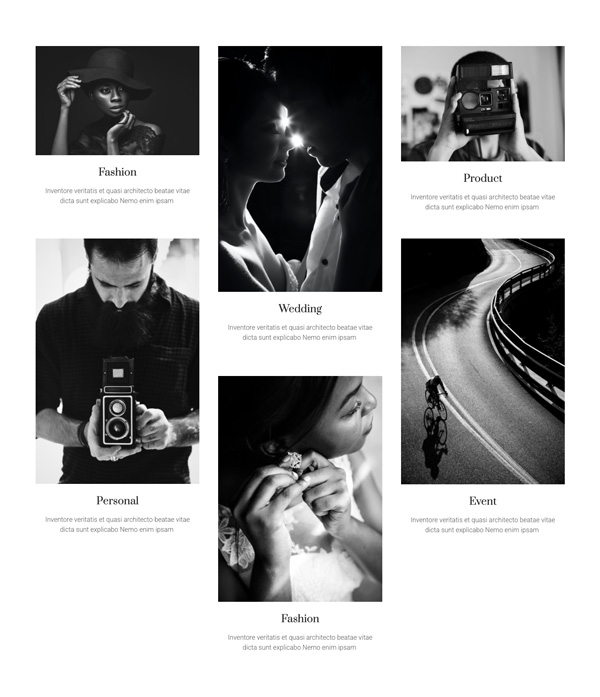 Fashion
Inventore veritatis et quasi architecto beatae vitae
dicta sunt explicabo Nemo enim ipsam
Personal
Inventore veritatis et quasi architecto beatae vitae
dicta sunt explicabo Nemo enim ipsam
Wedding
Inventore veritatis et quasi architecto beatae vitae
dicta sunt explicabo Nemo enim ipsam
Fashion
Inventore veritatis et quasi architecto beatae vitae
dicta sunt explicabo Nemo enim ipsam
Product
Inventore veritatis et quasi architecto beatae vitae
dicta sunt explicabo Nemo enim ipsam
Event
Inventore veritatis et quasi architecto beatae vitae
dicta sunt explicabo Nemo enim ipsam